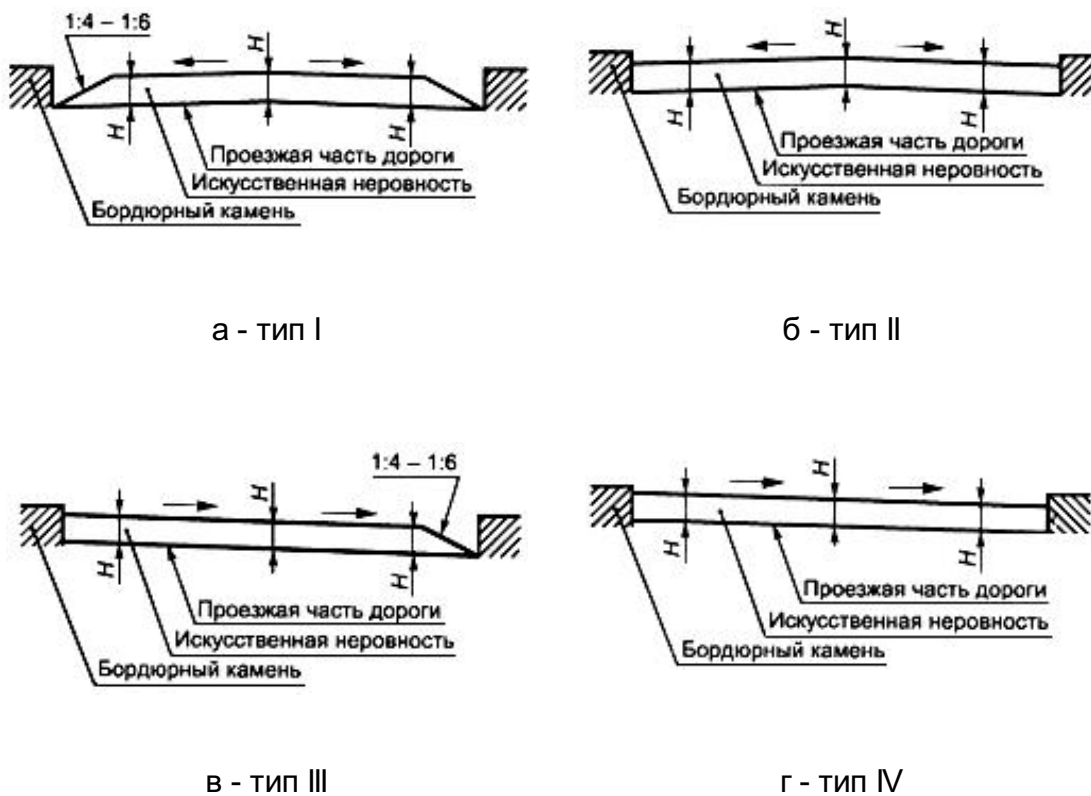 1:4 – 1:6
H
H
H
Проезжая часть дороги
Искусственная неровность
Бордюрный камень
а - тип I
H
H
H
Проезжая часть дороги
Искусственная неровность
Бордюрный камень
б - тип II
1:4 – 1:6
H
H
H
Проезжая часть дороги
Искусственная неровность
Бордюрный камень
в - тип III
H
H
H
Проезжая часть дороги
Искусственная неровность
Бордюрный камень
г - тип IV